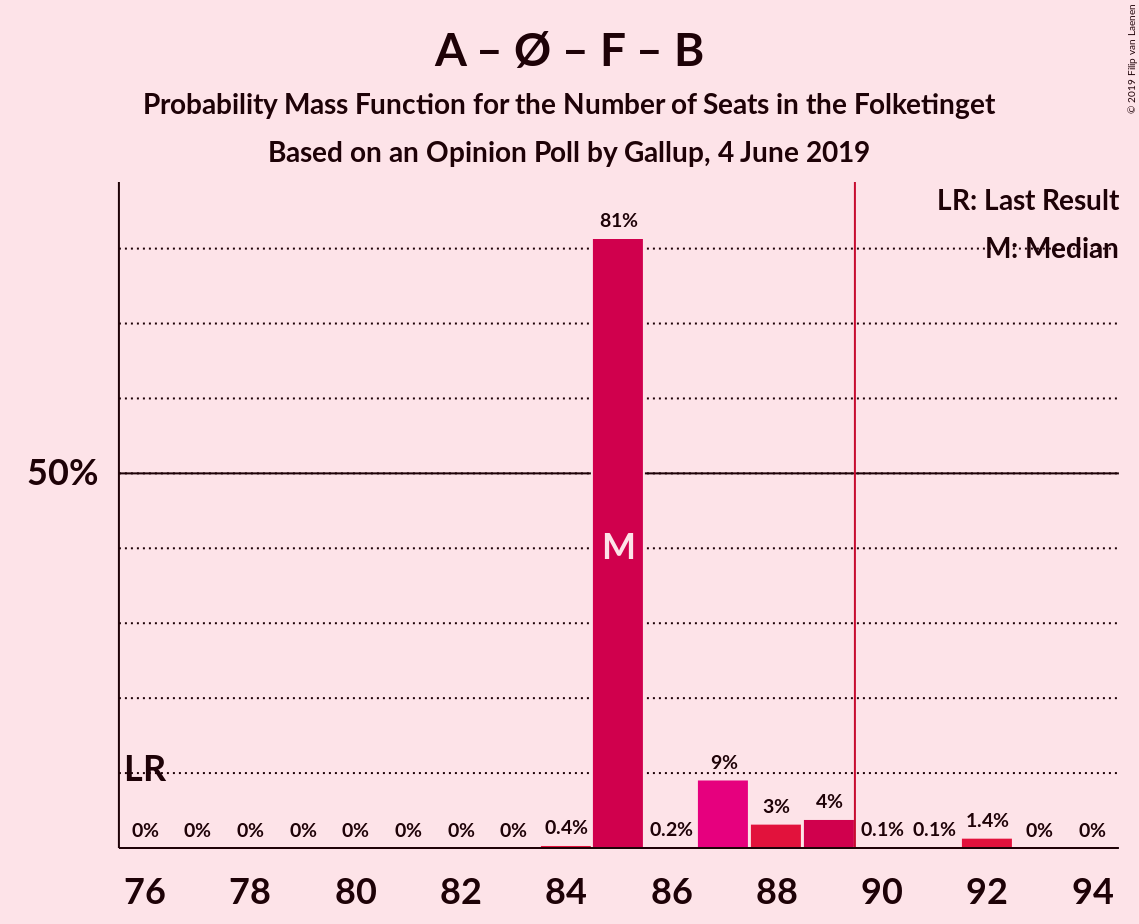 A – Ø – F – B
Probability Mass Function for the Number of Seats in the Folketinget
Based on an Opinion Poll by Gallup, 4 June 2019
© 2019 Filip van Laenen
LR: Last Result
M: Median
81%
50%
M
LR
0% 0% 0% 0% 0% 0% 0% 0% 0.4% 0.2% 9% 3% 4% 0.1% 0.1% 1.4% 0% 0%
76 78 80 82 84 86 88 90 92 94